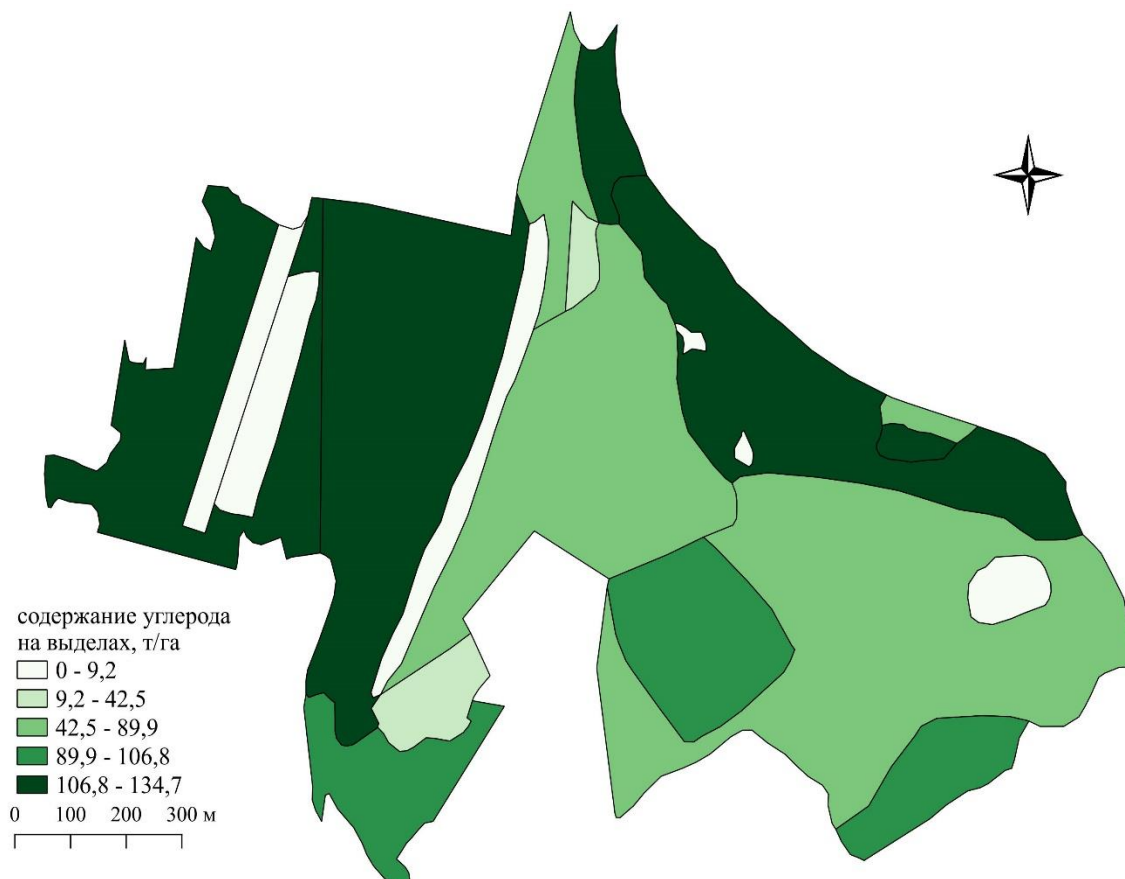 содержание углерода
на выделах, т/га
0 - 9,2
9,2 - 42,5
42,5 - 89,9
89,9 - 106,8
106,8 - 134,7
0 100 200 300 м